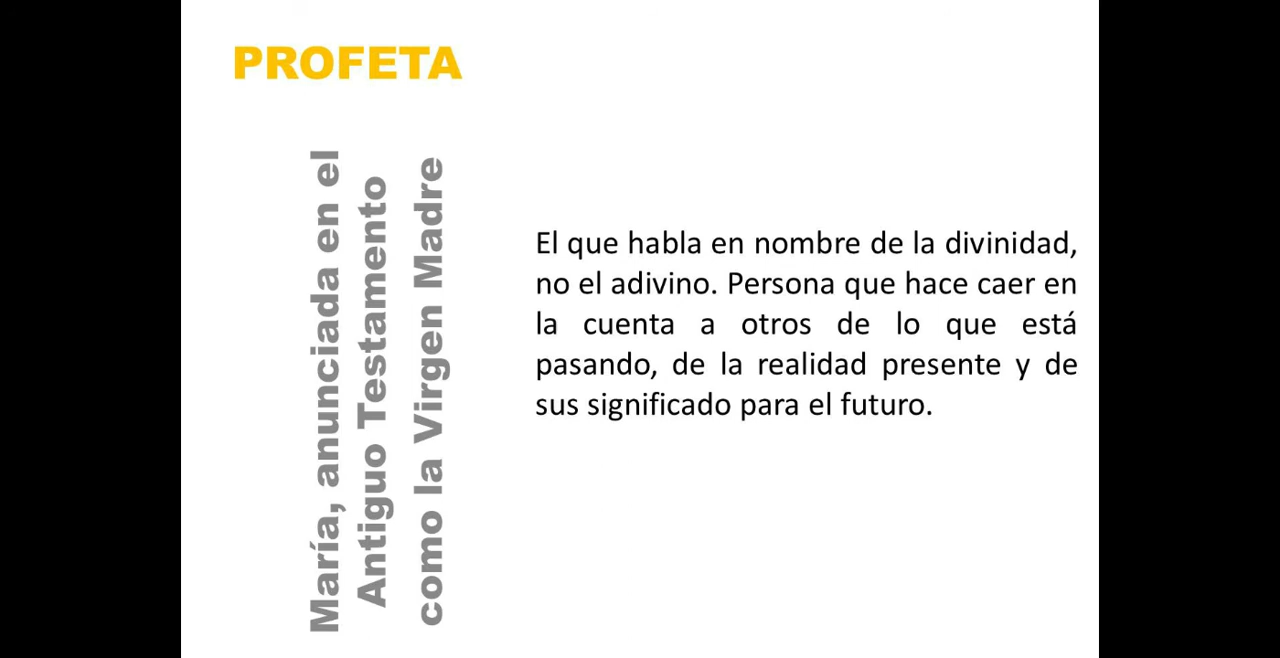 PROFETA
María, anunciada en el
Antiguo Testamento
como la Virgen Madre
El que habla en nombre de la divinidad,
no el adivino. Persona que hace caer en
la cuenta a otros de lo que está
pasando, de la realidad presente y de
sus significado para el futuro.